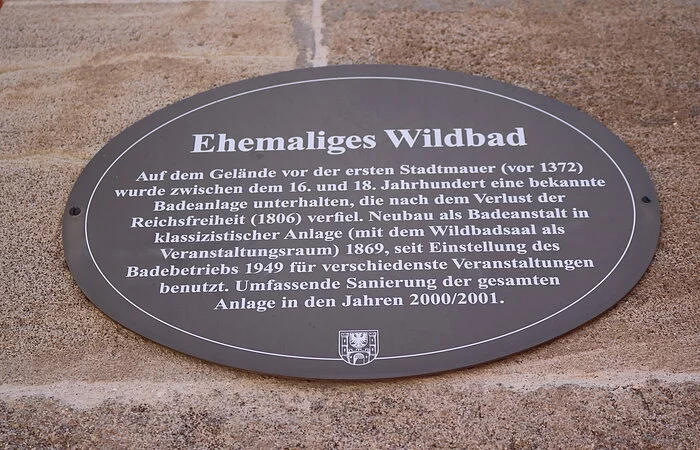 Ehemaliges Wildbad
Auf dem Gelände vor der ersten Stadtmauer (vor 1372)
wurde zwischen dem 16. und 18. Jahrhundert eine bekannte
Badeanlage unterhalten, die nach dem Verlust der
Reichsfreiheit (1806) verfiel. Neubau als Badeanstalt in
klassizistischer Anlage (mit dem Wildbadsaal als
Veranstaltungsraum) 1869, seit Einstellung des
Badebetriebs 1949 für verschiedenste Veranstaltungen
benutzt. Umfassende Sanierung der gesamten
Anlage in den Jahren 2000/2001.